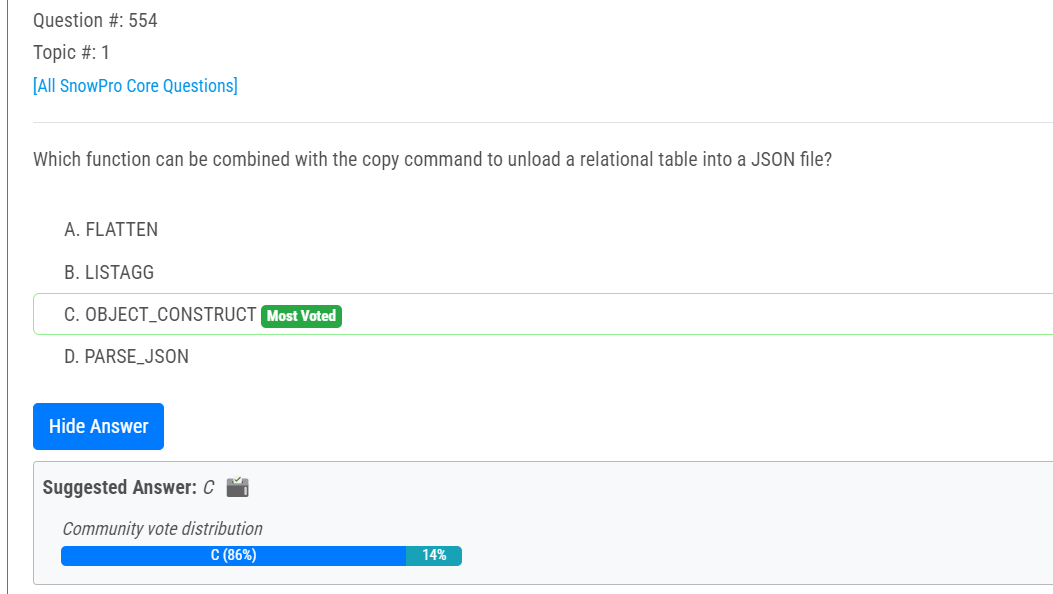 Question #: 554
Topic #: 1
[All SnowPro Core Questions]
Which function can be combined with the copy command to unload a relational table into a JSON file?
A. FLATTEN
B. LISTAGG
C. OBJECT_CONSTRUCT Most Voted
D. PARSE_JSON
Hide Answer
Suggested Answer: C
Community vote distribution
C (86%) 14%